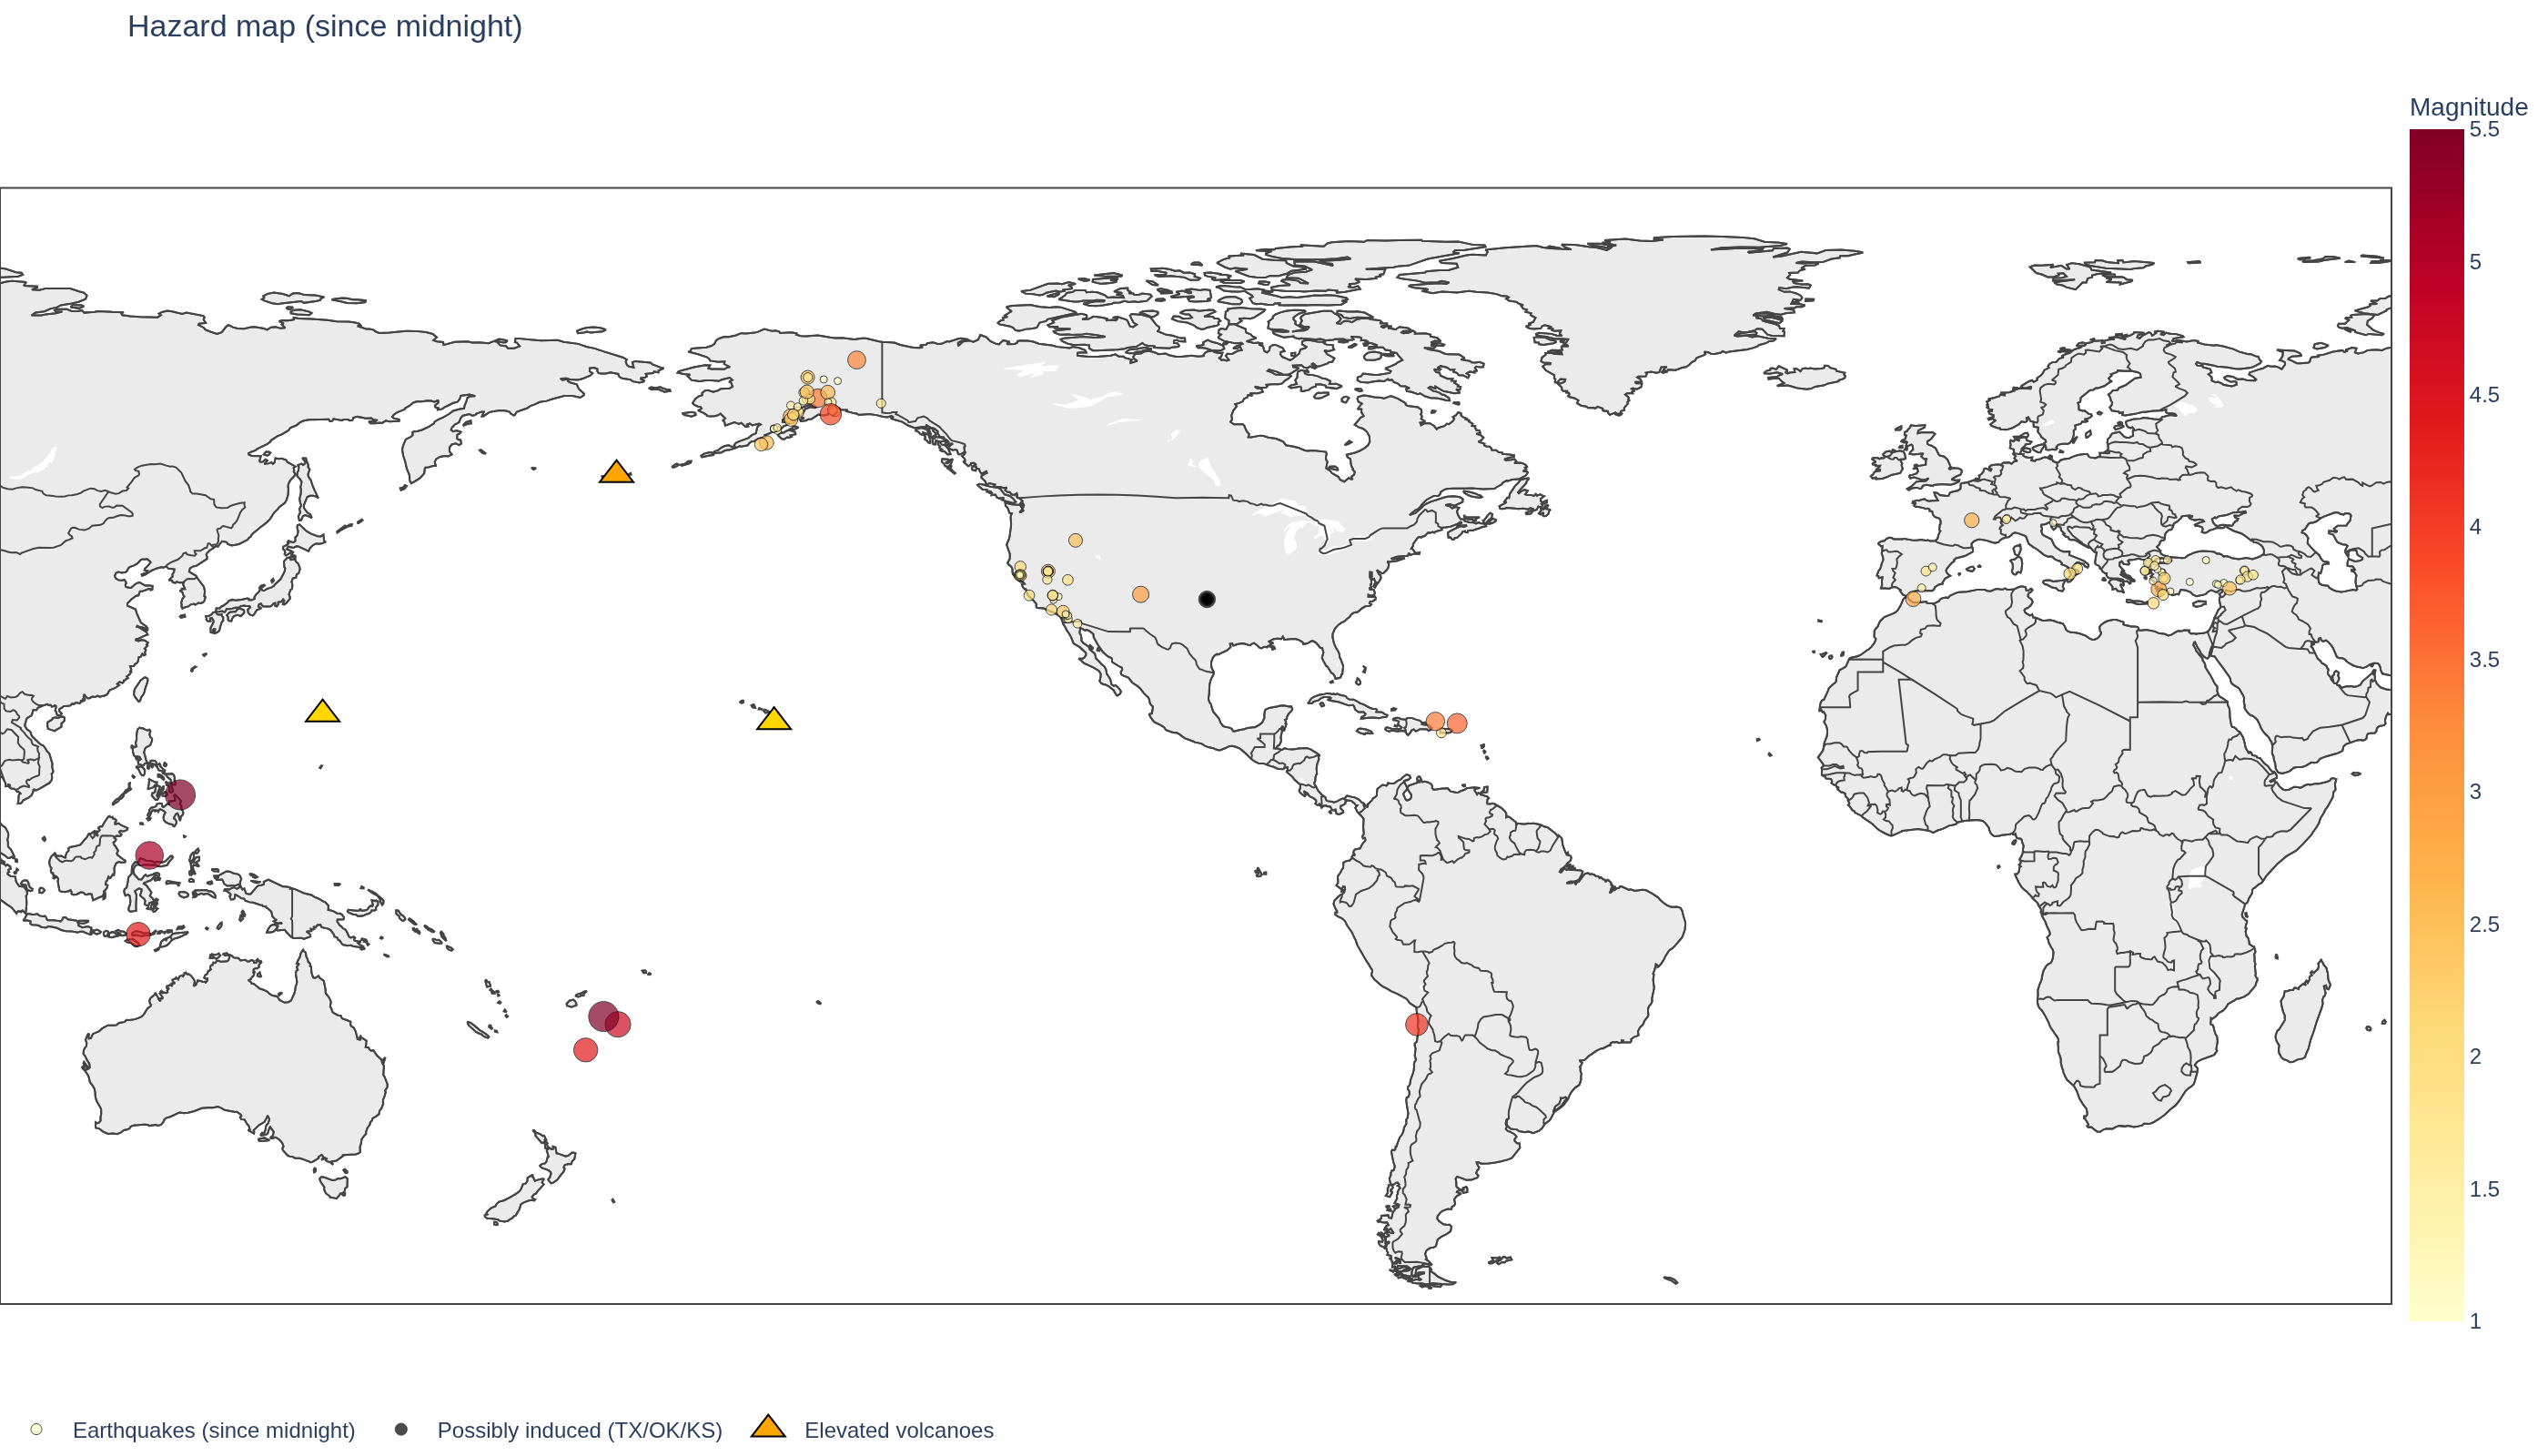 Hazard map (since midnight)
Magnitude
5.5
5
4.5
4
3.5
3
2.5
2
1.5
1
Earthquakes (since midnight)
Possibly induced (TX/OK/KS)
Elevated volcanoes